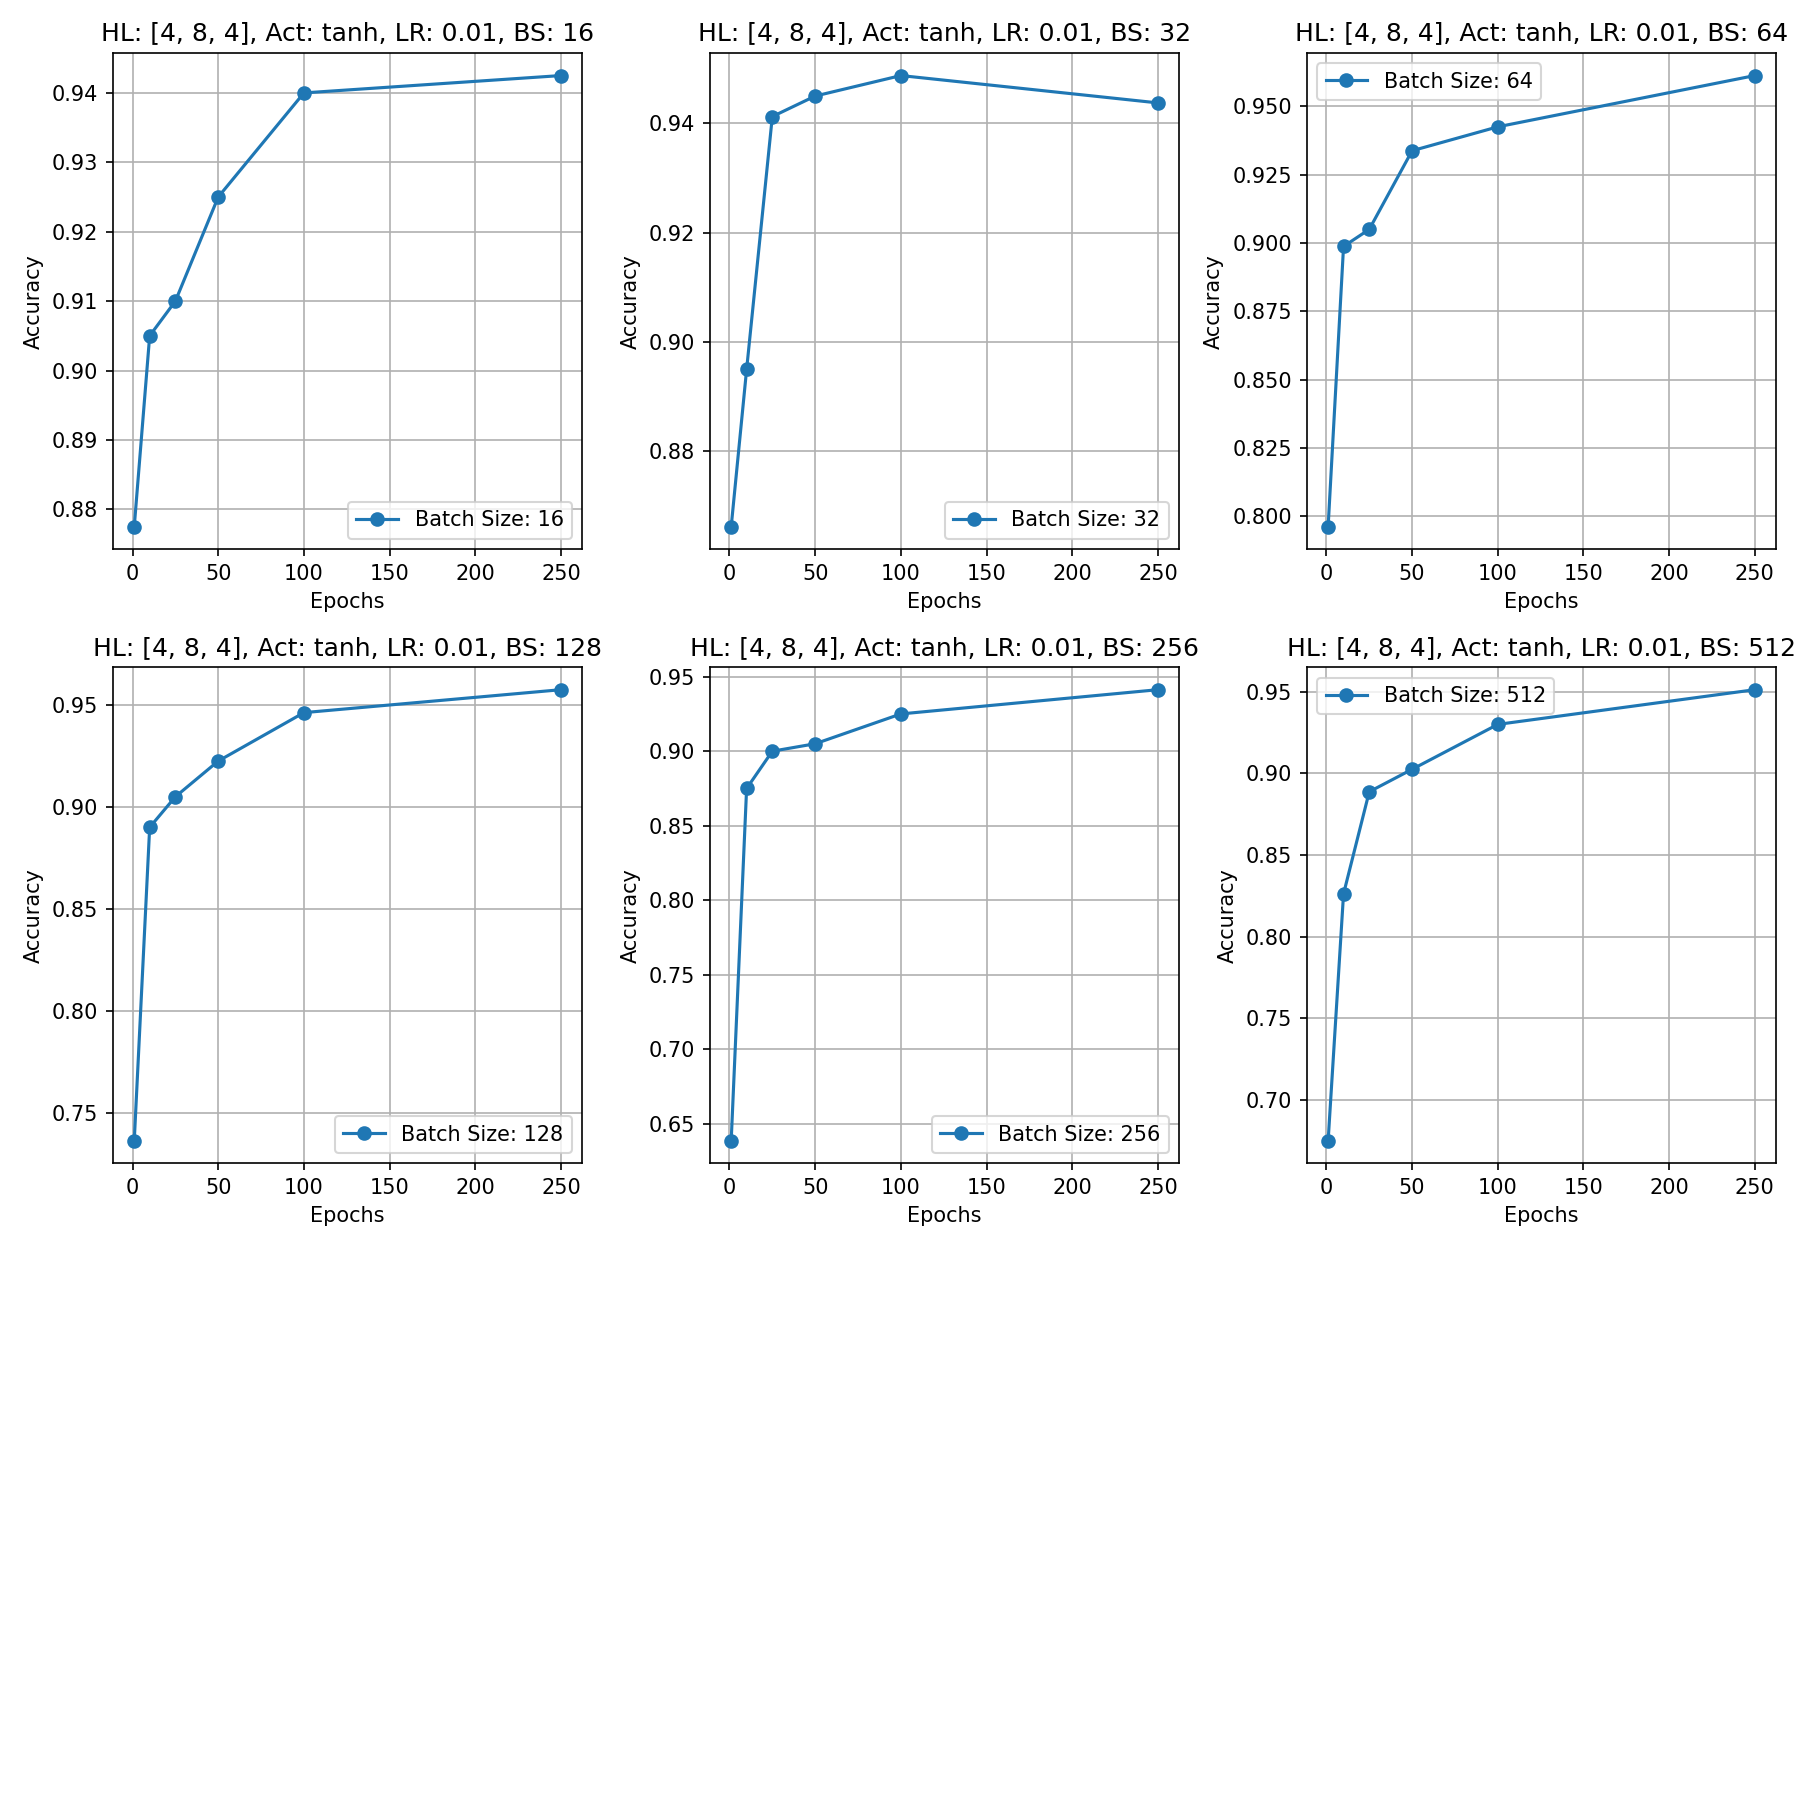 HL: [4, 8, 4], Act: tanh, LR: 0.01, BS: 16
0.94
0.93
0.92
0.91
0.90
0.89
0.88
Accuracy
Batch Size: 16
0 50 100 150 200 250
Epochs
HL: [4, 8, 4], Act: tanh, LR: 0.01, BS: 32
0.94
0.92
0.90
0.88
Accuracy
Batch Size: 32
0 50 100 150 200 250
Epochs
HL: [4, 8, 4], Act: tanh, LR: 0.01, BS: 64
Batch Size: 64
0.950
0.925
0.900
0.875
0.850
0.825
0.800
Accuracy
0 50 100 150 200 250
Epochs
HL: [4, 8, 4], Act: tanh, LR: 0.01, BS: 128
0.95
0.90
0.85
0.80
0.75
Accuracy
Batch Size: 128
0 50 100 150 200 250
Epochs
HL: [4, 8, 4], Act: tanh, LR: 0.01, BS: 256
0.95
0.90
0.85
0.80
0.75
0.70
0.65
Accuracy
Batch Size: 256
0 50 100 150 200 250
Epochs
HL: [4, 8, 4], Act: tanh, LR: 0.01, BS: 512
Batch Size: 512
0.95
0.90
0.85
0.80
0.75
0.70
Accuracy
0 50 100 150 200 250
Epochs